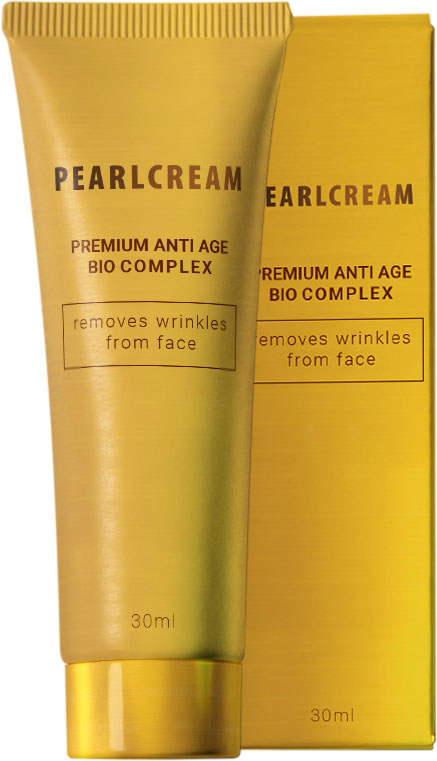 PEARLCREAM
PREMIUM ANTI AGE
BIO COMPLEX
removes wrinkles
from face
30ml
EARLCREAM
PREMIUM ANTI AGE
BIO COMPLEX
removes wrinkles
from face
30ml